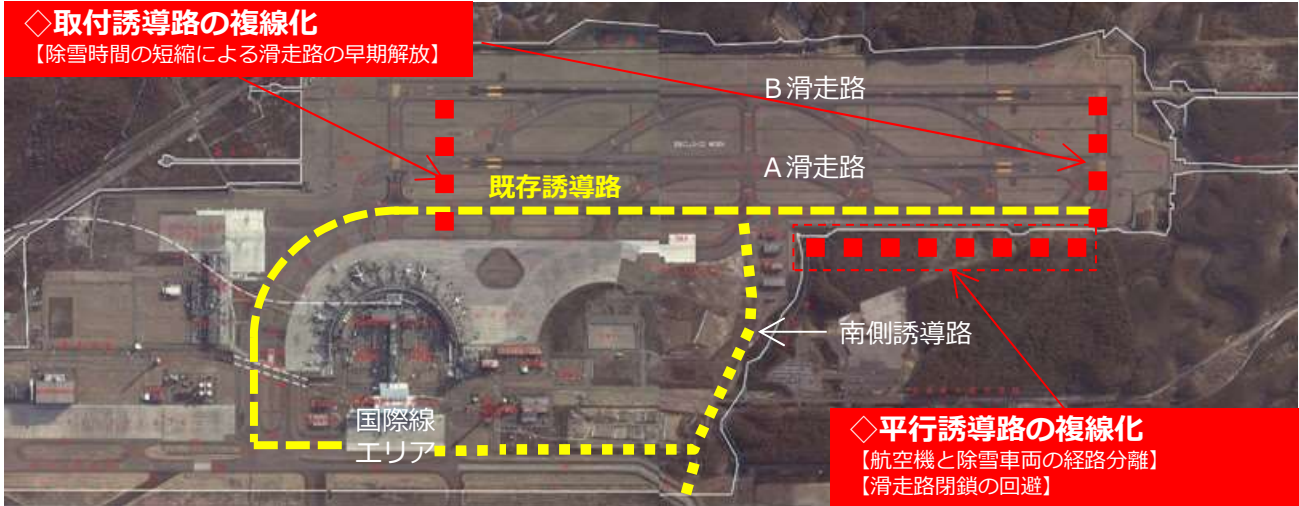 ◇取付誘導路の複線化
【除雪時間の短縮による滑走路の早期解放】
B滑走路
A滑走路
既存誘導路
南側誘導路
国際線
エリア
◇平行誘導路の複線化
【航空機と除雪車両の経路分離】
【滑走路閉鎖の回避】